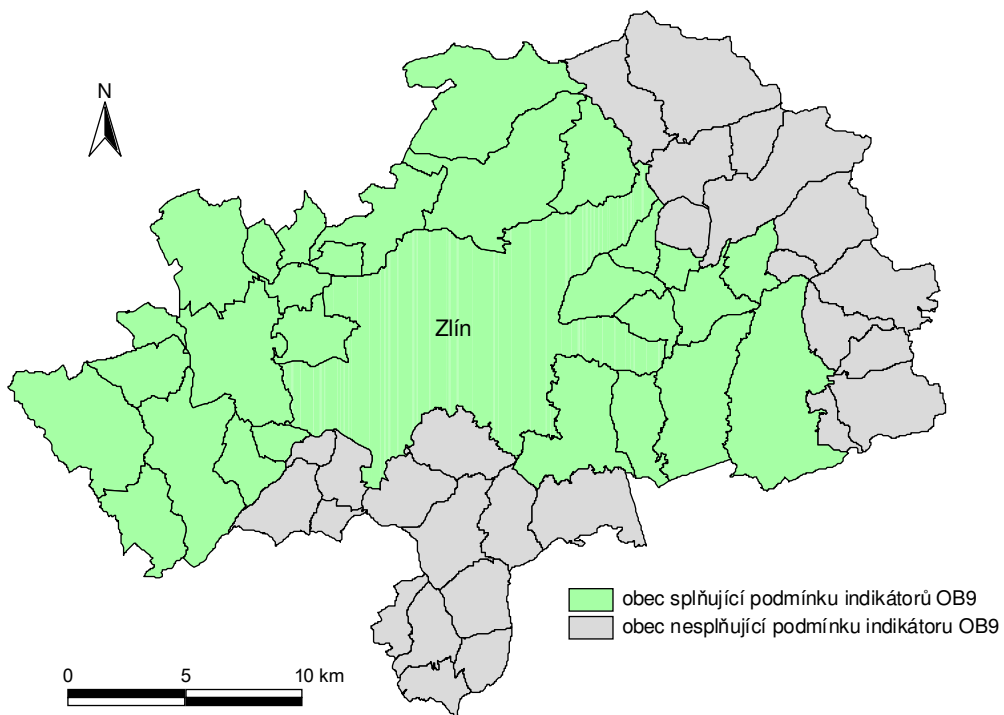 N
Zlín
obec splňující podmínku indikátorů OB9
obec nesplňující podmínku indikátoru OB9
0 5 10 km